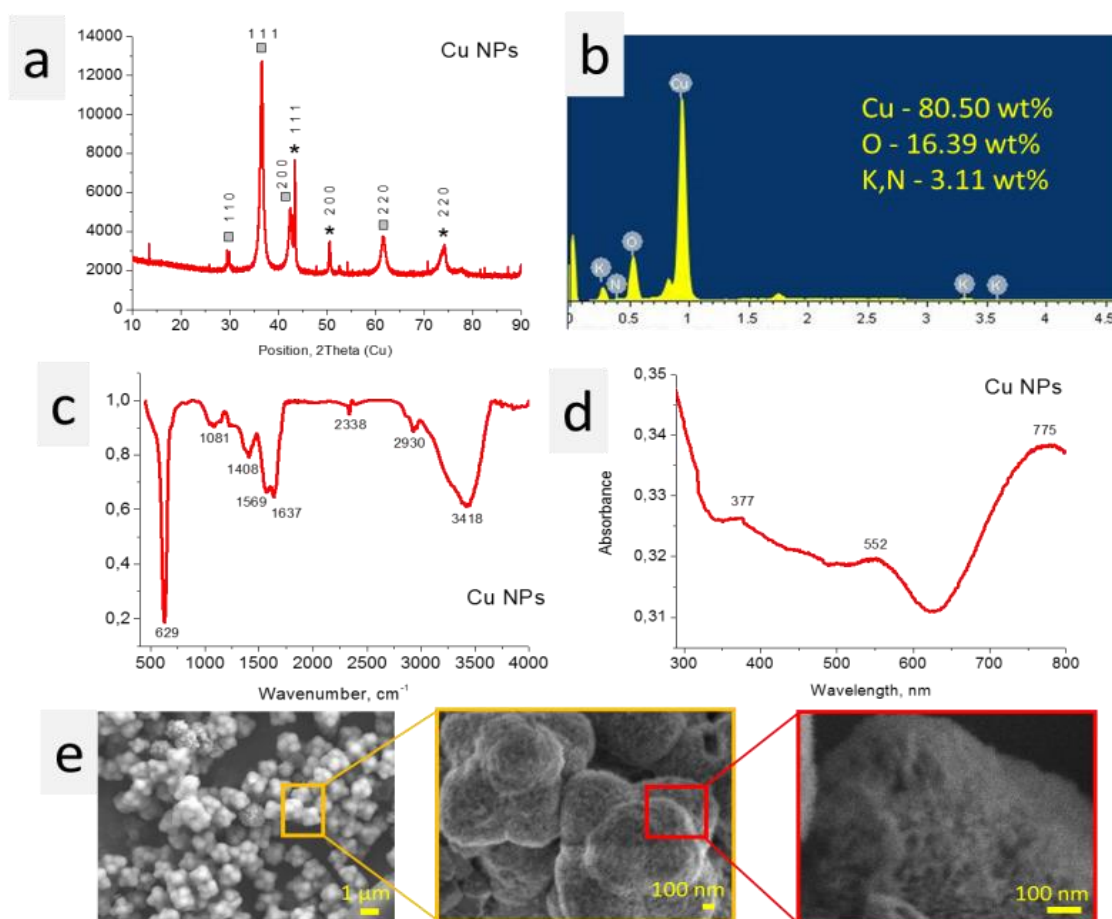 a
14000
12000
10000
8000
6000
4000
2000
0
Cu NPs
1 1 0
1 1 1
2 0 0
* 1 1 1
* 2 0 0
2 2 0
* 2 2 0
10 20 30 40 50 60 70 80 90
Position, 2Theta (Cu)
b
Cu
K
N
O
K
K
Cu - 80.50 wt%
O - 16.39 wt%
K,N - 3.11 wt%
0 0.5 1 1.5 2 2.5 3 3.5 4 4.5
c
1,0
0,8
0,6
0,4
0,2
629
1081
1408
1569
1637
2338
2930
3418
Cu NPs
500 1000 1500 2000 2500 3000 3500 4000
Wavenumber, cm⁻¹
d
0,35
0,34
0,33
0,32
0,31
Absorbance
Cu NPs
377
552
775
300 400 500 600 700 800
Wavelength, nm
e
1 µm
100 nm
100 nm